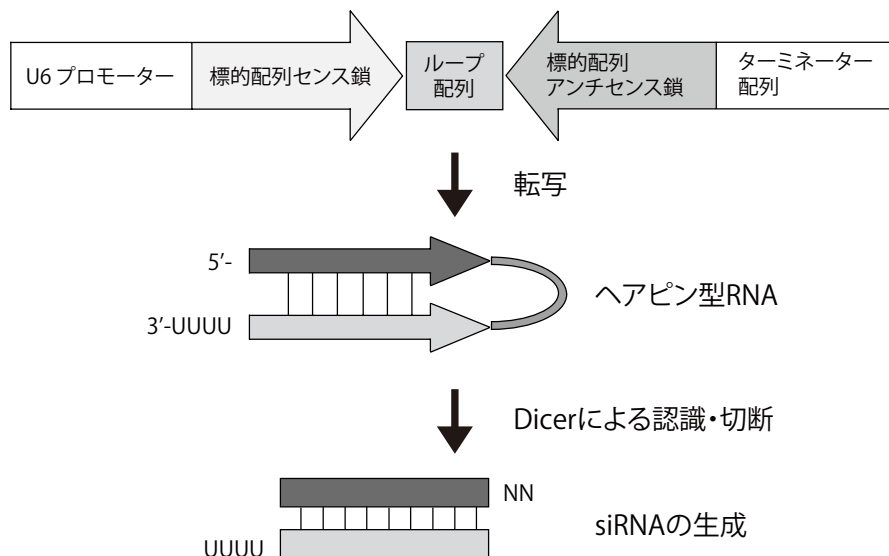 U6 プロモーター
標的配列センス鎖
ループ
配列
標的配列
アンチセンス鎖
ターミネーター
配列
転写
5’-
3’-UUUU
ヘアピン型RNA
Dicerによる認識・切断
NN
UUUU
siRNAの生成